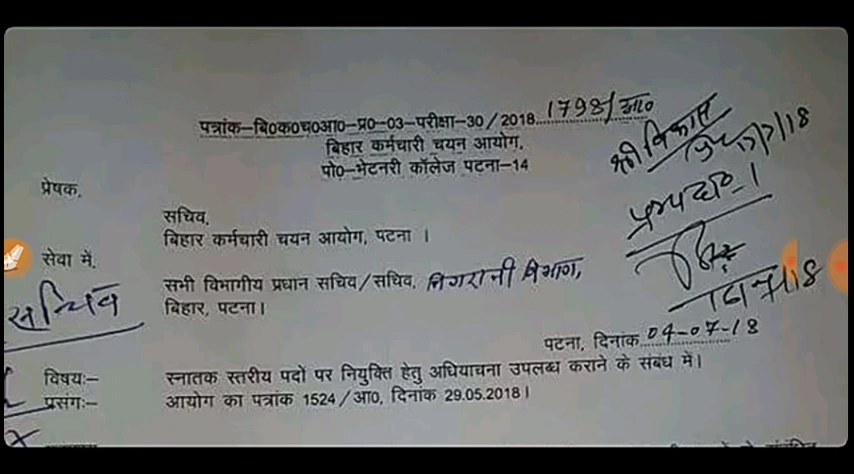 पत्रांक–बि0क0च0आ0–प्र0–03–परीक्षा–30/2018....1798/आ0
बिहार कर्मचारी चयन आयोग,
पो0–भेटनरी कॉलेज पटना–14
श्री विकास
प्रेषक,
सचिव,
बिहार कर्मचारी चयन आयोग, पटना ।
सेवा में,
सभी विभागीय प्रधान सचिव/सचिव, निगरानी विभाग,
बिहार, पटना।
सचिव
पटना, दिनांक....04-07-18
विषयः– स्नातक स्तरीय पदों पर नियुक्ति हेतु अधियाचना उपलब्ध कराने के संबंध में।
प्रसंगः– आयोग का पत्रांक 1524/आ0, दिनांक 29.05.2018।